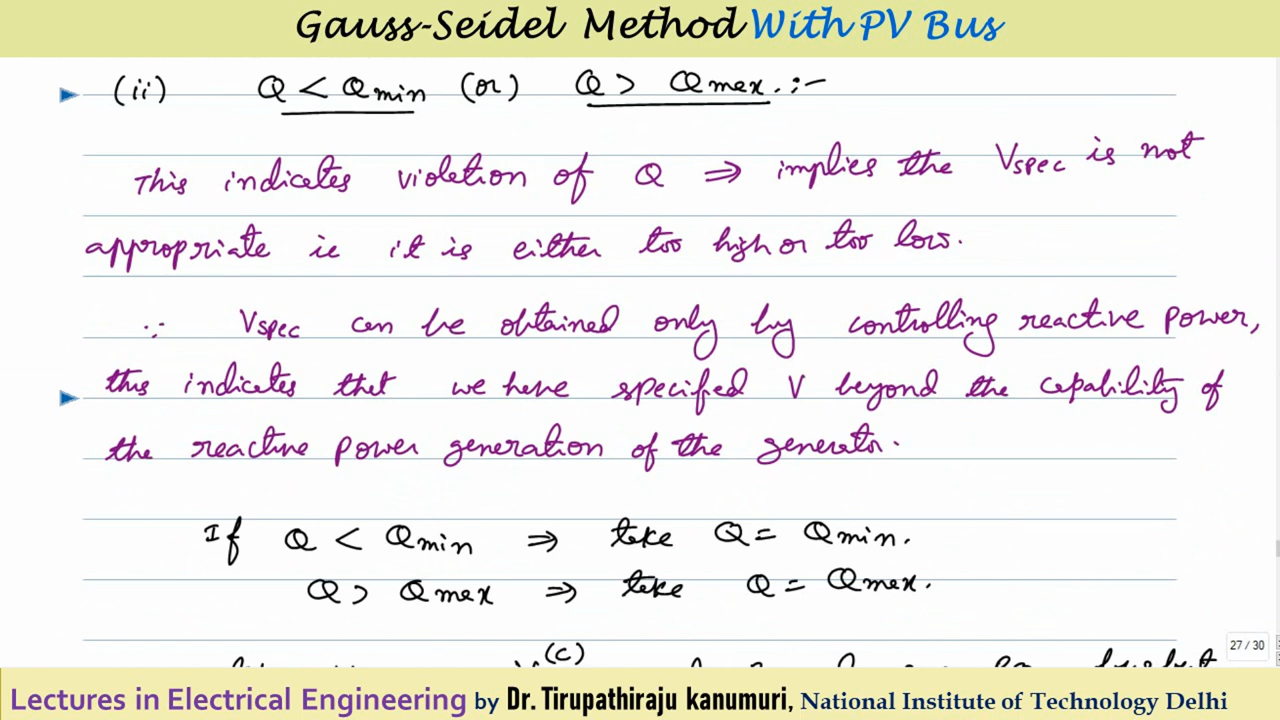 Gauss-Seidel Method With PV Bus
(ii) Q < Qmin (or) Q > Qmax :-
This indicates violation of Q ⇒ implies the Vspec is not
appropriate ie it is either too high or too low.
∵ Vspec can be obtained only by controlling reactive power,
this indicates that we have specified V beyond the capability of
the reactive power generation of the generator.
If Q < Qmin ⇒ take Q = Qmin.
Q > Qmax ⇒ take Q = Qmax.
(c)
27 / 30
Lectures in Electrical Engineering by Dr. Tirupathiraju kanumuri, National Institute of Technology Delhi